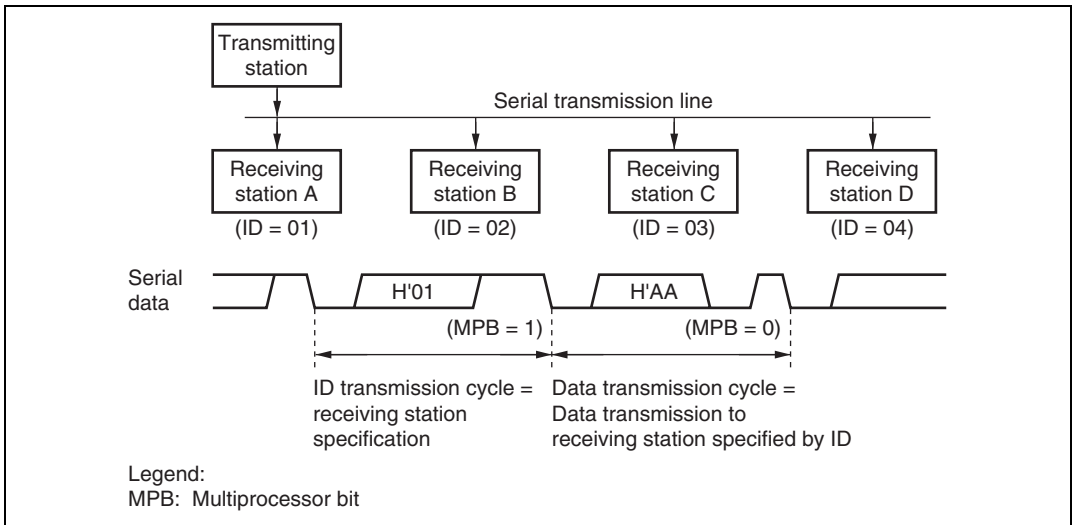 Transmitting
station
Serial transmission line
Receiving
station A
Receiving
station B
Receiving
station C
Receiving
station D
(ID = 01)
(ID = 02)
(ID = 03)
(ID = 04)
Serial
data
H'01
H'AA
(MPB = 1)
(MPB = 0)
ID transmission cycle =
receiving station
specification
Data transmission cycle =
Data transmission to
receiving station specified by ID
Legend:
MPB: Multiprocessor bit